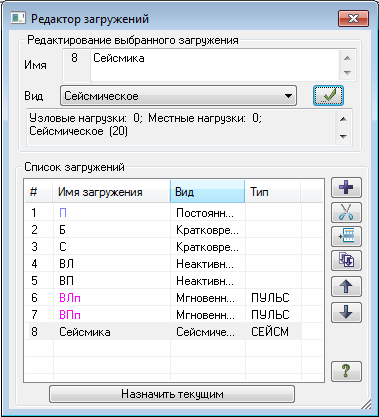 Редактор загружений
Редактирование выбранного загружения
Имя 8 Сейсмика
Вид Сейсмическое
Узловые нагрузки: 0; Местные нагрузки: 0;
Сейсмическое (20)
Список загружений
# Имя загружения Вид Тип
1 П Постоянн...
2 Б Кратковре...
3 С Кратковре...
4 ВЛ Неактивн...
5 ВП Неактивн...
6 ВЛп Мгновенн... ПУЛЬС
7 ВПп Мгновенн... ПУЛЬС
8 Сейсмика Сейсмиче... СЕЙСМ
?
Назначить текущим